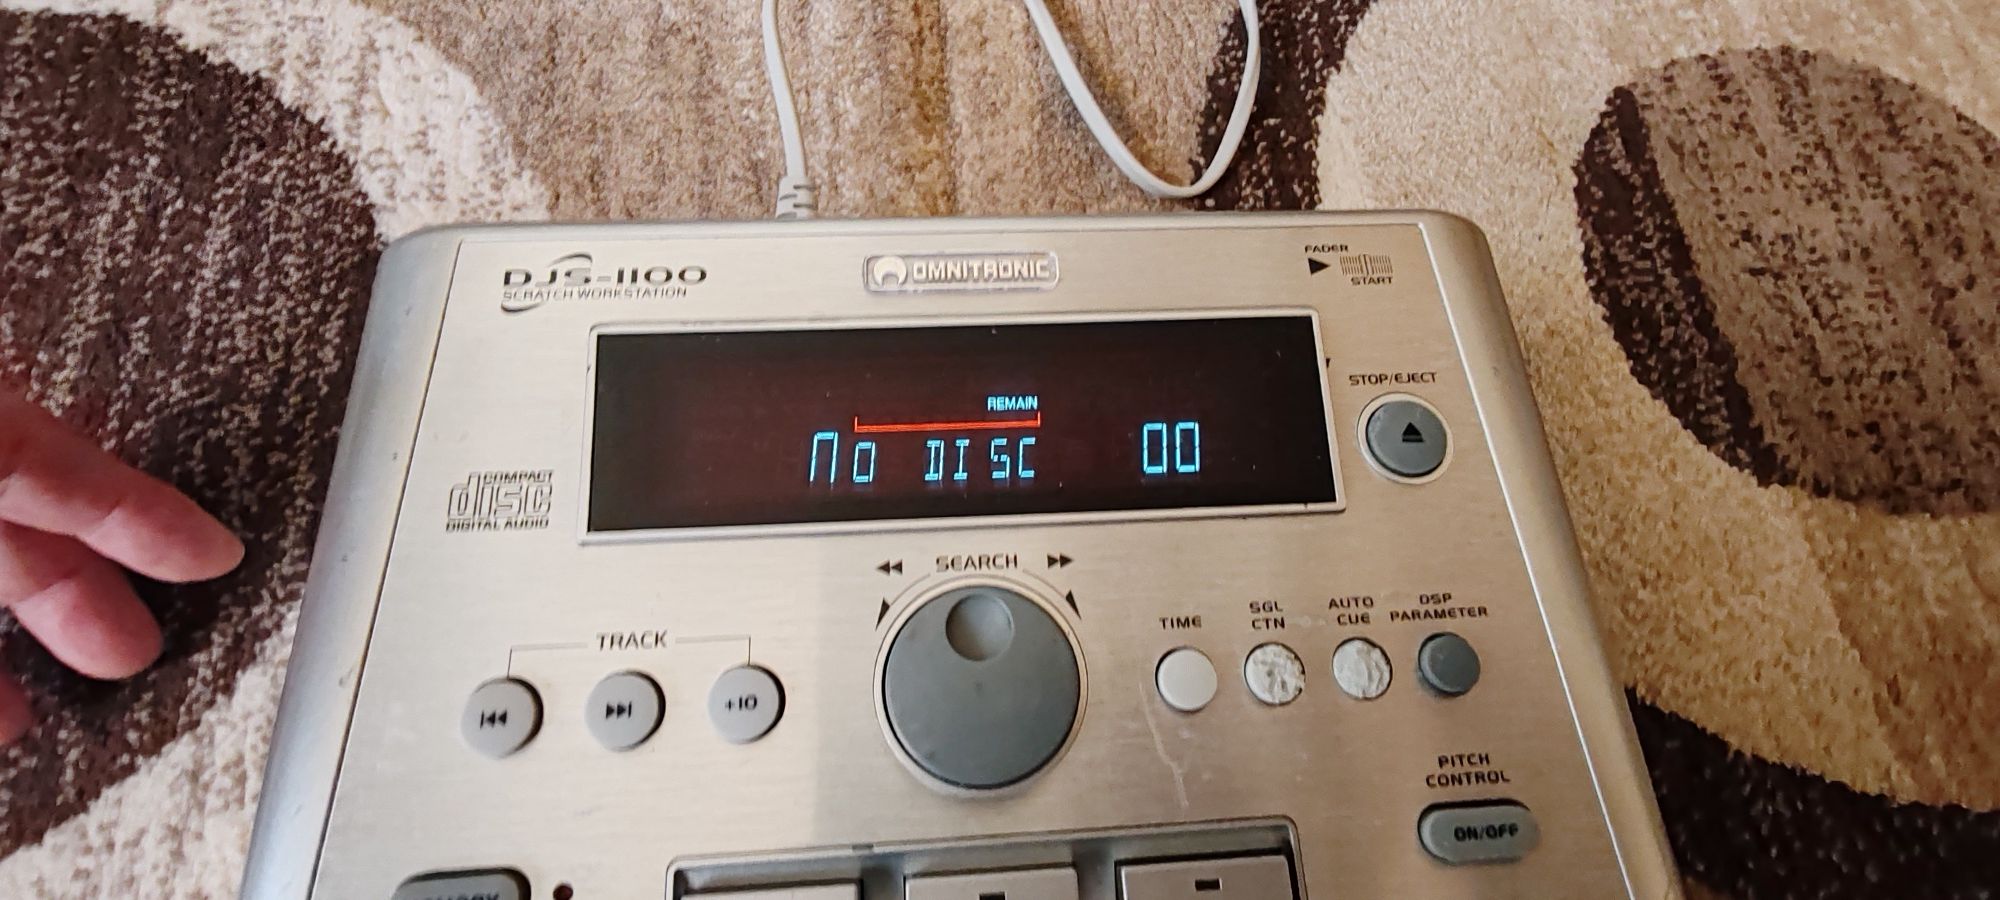 DJS-1100
SCRATCH WORKSTATION
OMNITRONIC
FADER
START
REMAIN
NO DISC 00
STOP/EJECT
COMPACT
disc
DIGITAL AUDIO
SEARCH
TRACK
+10
TIME
SGL
CTN
AUTO
CUE
DSP
PARAMETER
PITCH
CONTROL
ON/OFF